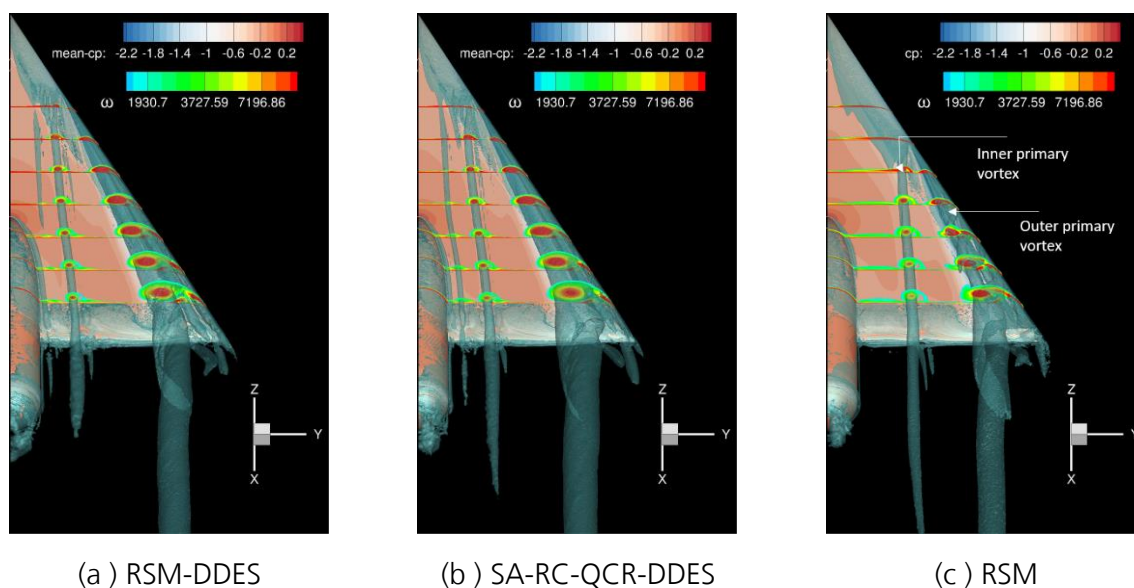 mean-cp: -2.2 -1.8 -1.4 -1 -0.6 -0.2 0.2
ω 1930.7 3727.59 7196.86
Z
Y
X
(a ) RSM-DDES
mean-cp: -2.2 -1.8 -1.4 -1 -0.6 -0.2 0.2
ω 1930.7 3727.59 7196.86
Z
Y
X
(b ) SA-RC-QCR-DDES
cp: -2.2 -1.8 -1.4 -1 -0.6 -0.2 0.2
ω 1930.7 3727.59 7196.86
Inner primary
vortex
Outer primary
vortex
Z
Y
X
(c ) RSM